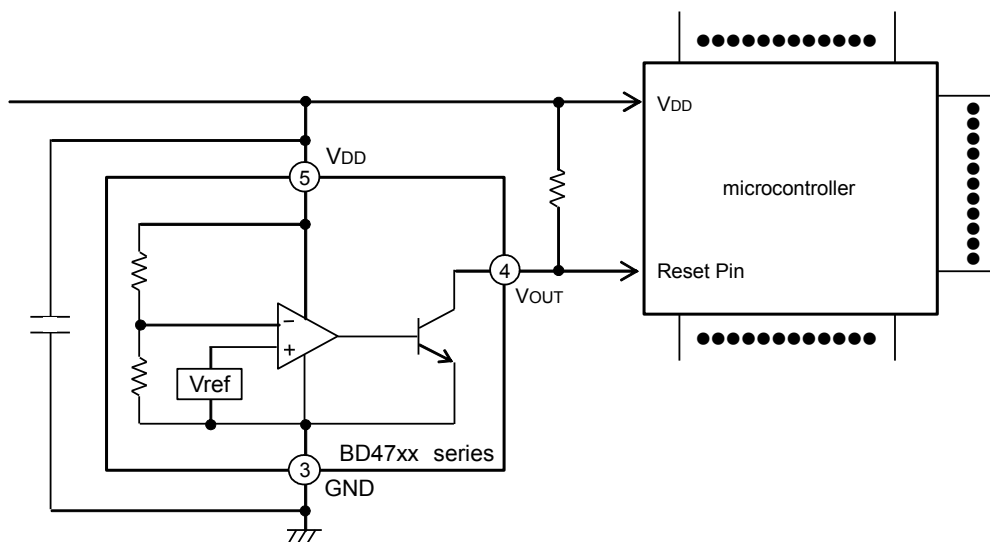 VDD
VDD
5
microcontroller
4
Reset Pin
VOUT
−
+
Vref
BD47xx series
3
GND